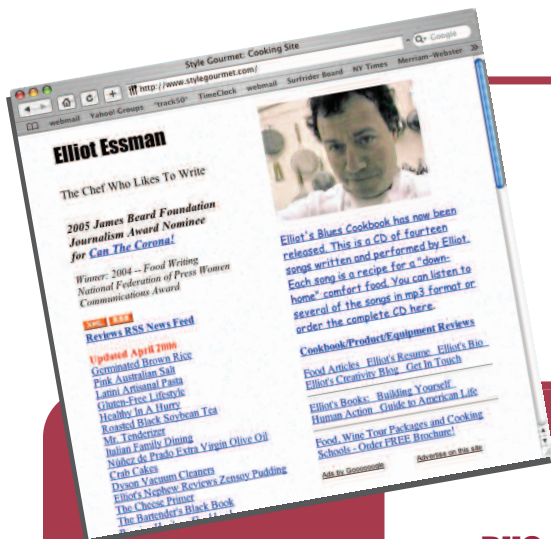 Style Gourmet: Cooking Site
http://www.stylegourmet.com/
Google
webmail Yahoo! Groups "track50" TimeClock webmail Surfrider Board NY Times Merriam-Webster
Elliot Essman
The Chef Who Likes To Write
2005 James Beard Foundation
Journalism Award Nominee
for Can The Corona!
Winner: 2004 -- Food Writing
National Federation of Press Women
Communications Award
XML RSS
Reviews RSS News Feed
Updated April 2006
Germinated Brown Rice
Pink Australian Salt
Latini Artisanal Pasta
Gluten-Free Lifestyle
Healthy In A Hurry
Roasted Black Soybean Tea
Mr. Tenderizer
Italian Family Dining
Núñez de Prado Extra Virgin Olive Oil
Crab Cakes
Dyson Vacuum Cleaners
Elliot's Nephew Reviews Zensoy Pudding
The Cheese Primer
The Bartender's Black Book
Elliot's Blues Cookbook has now been
released. This is a CD of fourteen
songs written and performed by Elliot.
Each song is a recipe for a "down-
home" comfort food. You can listen to
several of the songs in mp3 format or
order the complete CD here.
Cookbook/Product/Equipment Reviews
Food Articles Elliot's Resume Elliot's Bio
Elliot's Creativity Blog Get In Touch
Elliot's Books: Building Yourself
Human Action Guide to American Life
Food, Wine Tour Packages and Cooking
Schools - Order FREE Brochure!
Ads by Goooooogle
Advertise on this site